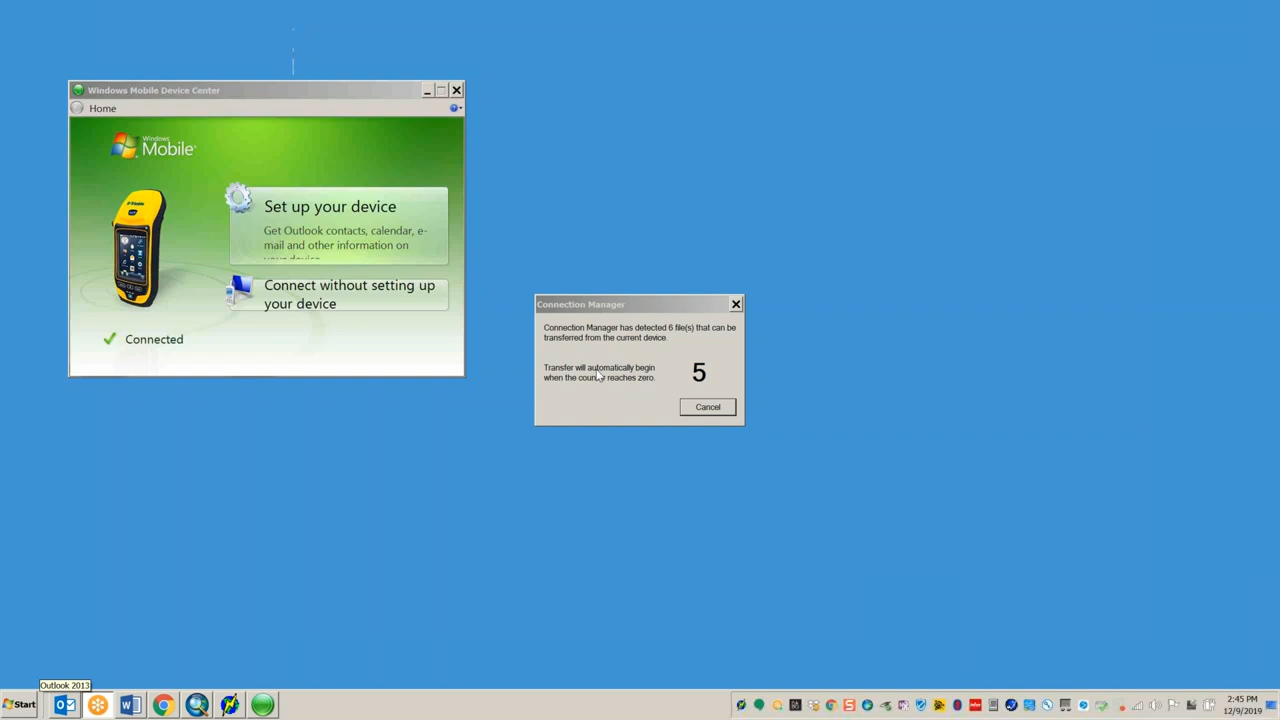 Windows Mobile Device Center
Home
Windows
Mobile
Set up your device
Get Outlook contacts, calendar, e-
mail and other information on
your device.
Connect without setting up
your device
Connected
Connection Manager
Connection Manager has detected 6 file(s) that can be
transferred from the current device.
Transfer will automatically begin
when the counter reaches zero.
5
Cancel
Outlook 2013
Start
2:45 PM
12/9/2019